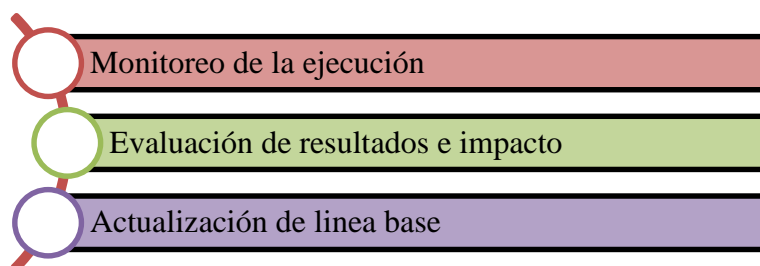 Monitoreo de la ejecución
Evaluación de resultados e impacto
Actualización de linea base